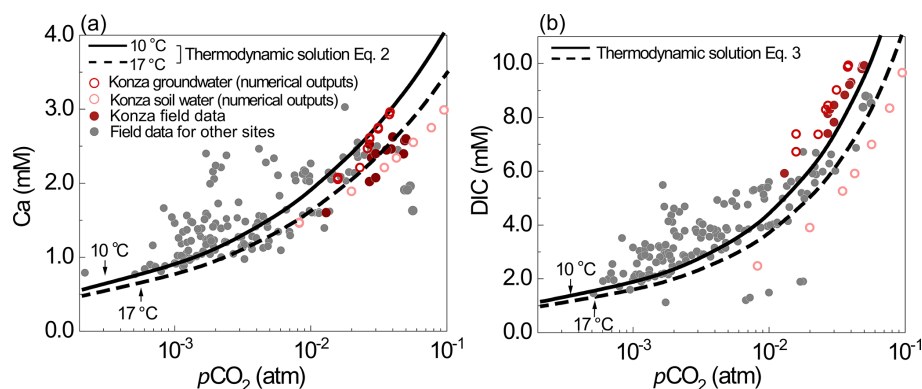 (a)
4.0
3.0
2.0
1.0
0.0
Ca (mM)
10 °C
17 °C
Thermodynamic solution Eq. 2
Konza groundwater (numerical outputs)
Konza soil water (numerical outputs)
Konza field data
Field data for other sites
10 °C
17 °C
10⁻³
10⁻²
10⁻¹
pCO₂ (atm)
(b)
10.0
8.0
6.0
4.0
2.0
0.0
DIC (mM)
Thermodynamic solution Eq. 3
10 °C
17 °C
10⁻³
10⁻²
10⁻¹
pCO₂ (atm)